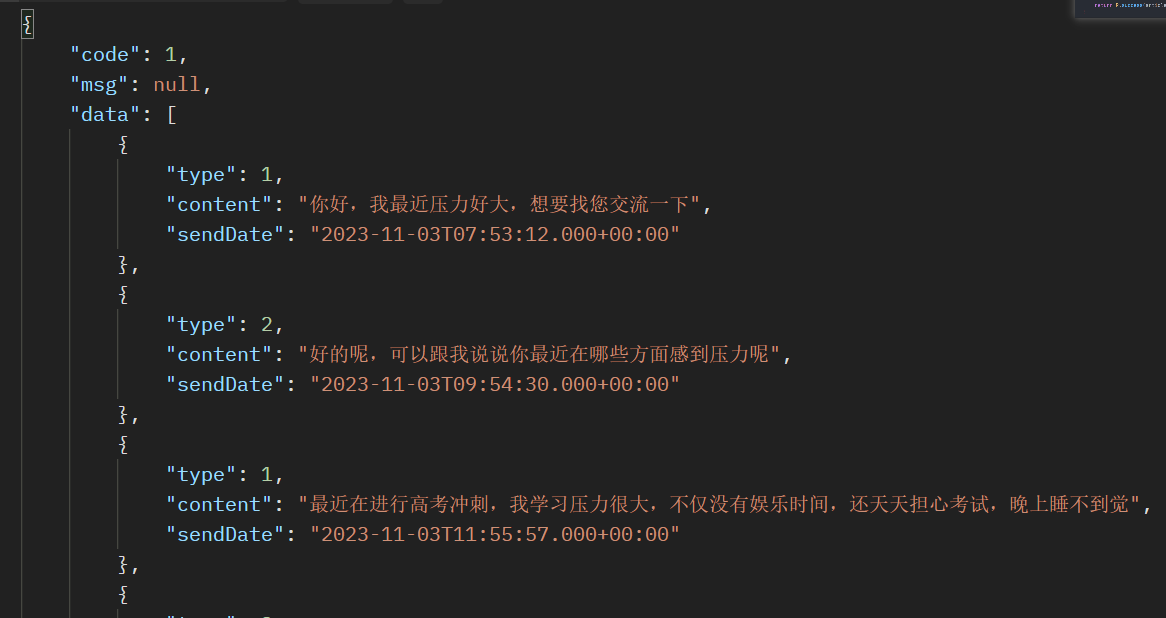 {
"code": 1,
"msg": null,
"data": [
{
"type": 1,
"content": "你好，我最近压力好大，想要找您交流一下",
"sendDate": "2023-11-03T07:53:12.000+00:00"
},
{
"type": 2,
"content": "好的呢，可以跟我说说你最近在哪些方面感到压力呢",
"sendDate": "2023-11-03T09:54:30.000+00:00"
},
{
"type": 1,
"content": "最近在进行高考冲刺，我学习压力很大，不仅没有娱乐时间，还天天担心考试，晚上睡不到觉",
"sendDate": "2023-11-03T11:55:57.000+00:00"
},
{